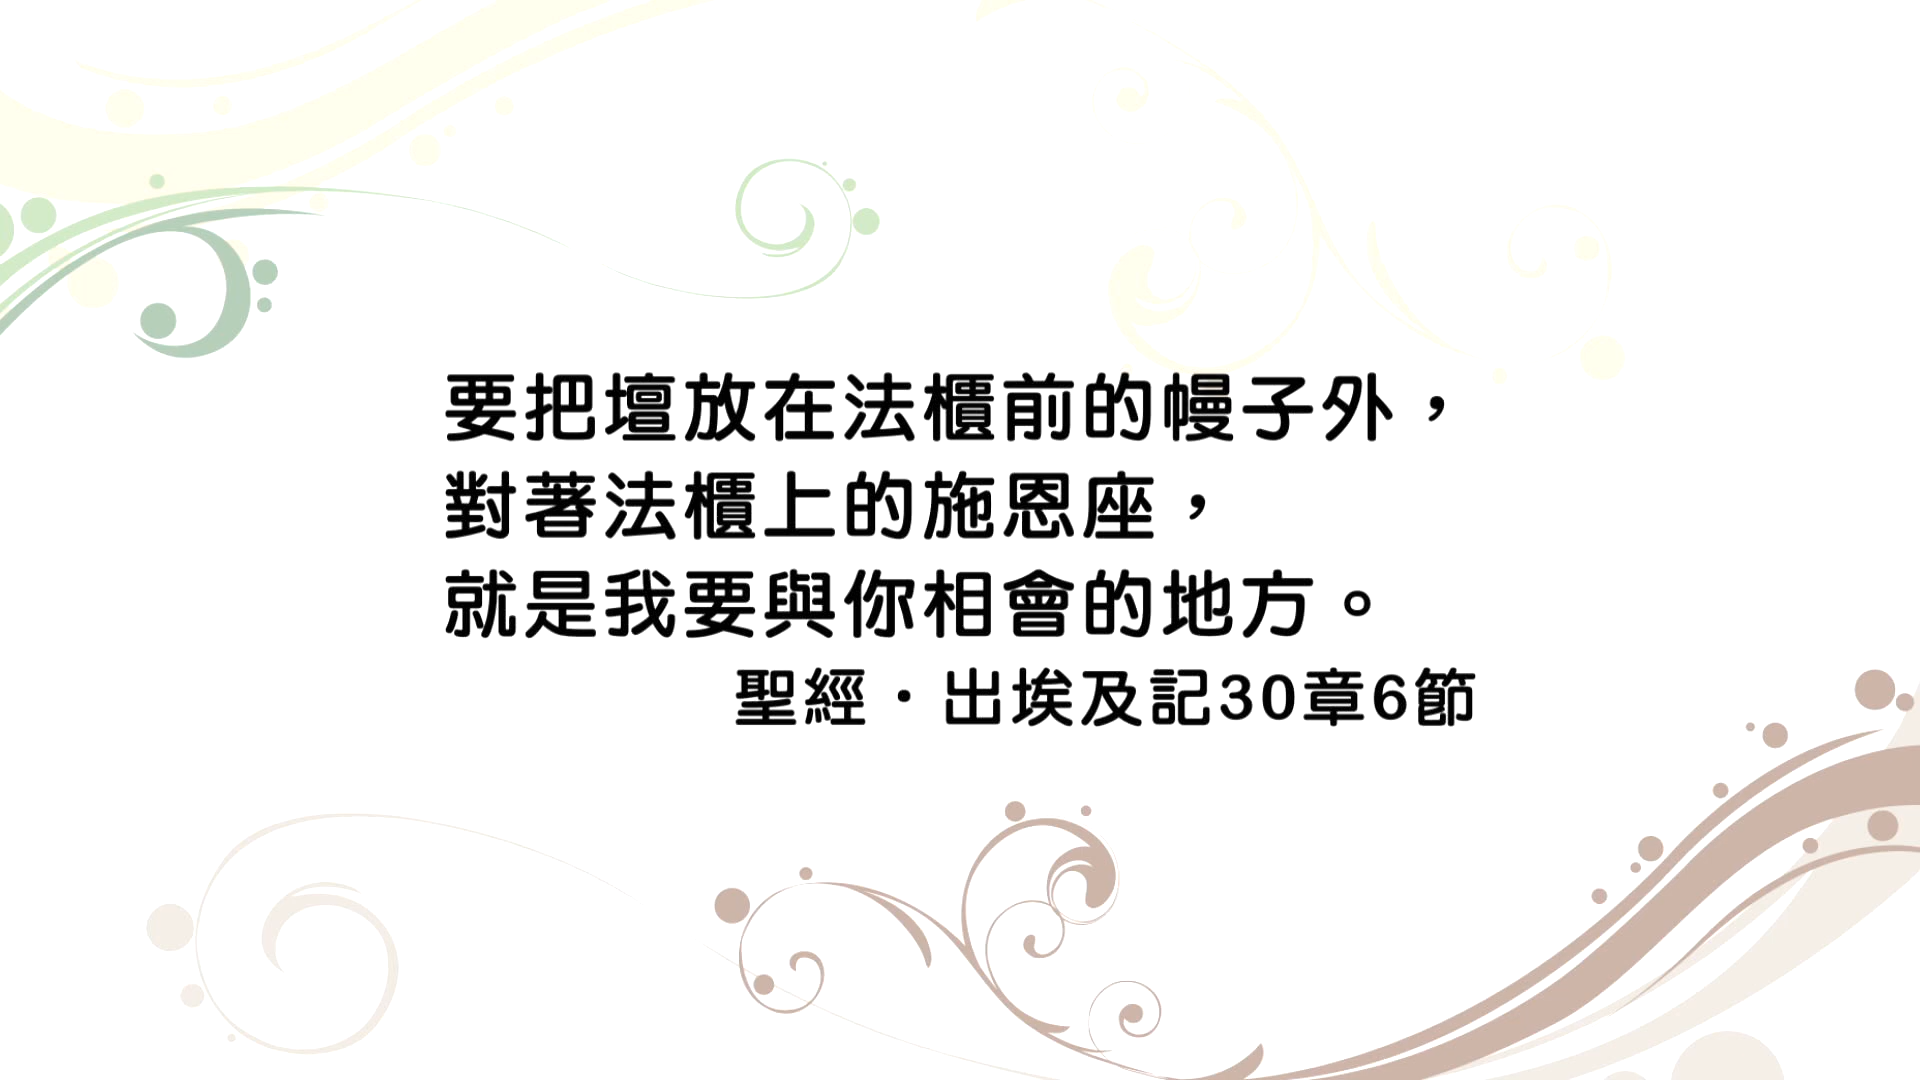 要把壇放在法櫃前的幔子外，
對著法櫃上的施恩座，
就是我要與你相會的地方。
聖經．出埃及記30章6節